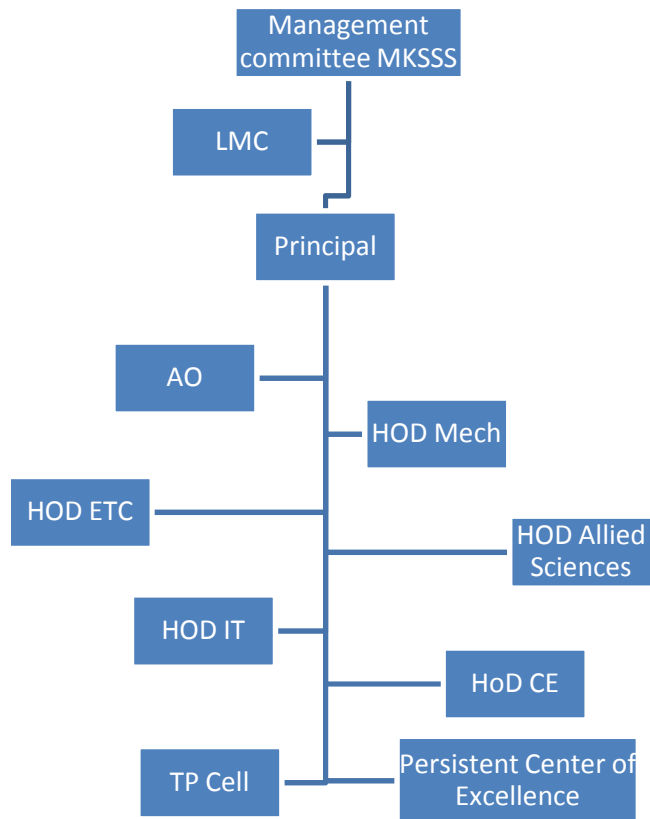 Management
committee MKSSS
LMC
Principal
AO
HOD Mech
HOD ETC
HOD Allied
Sciences
HOD IT
HoD CE
TP Cell
Persistent Center of
Excellence